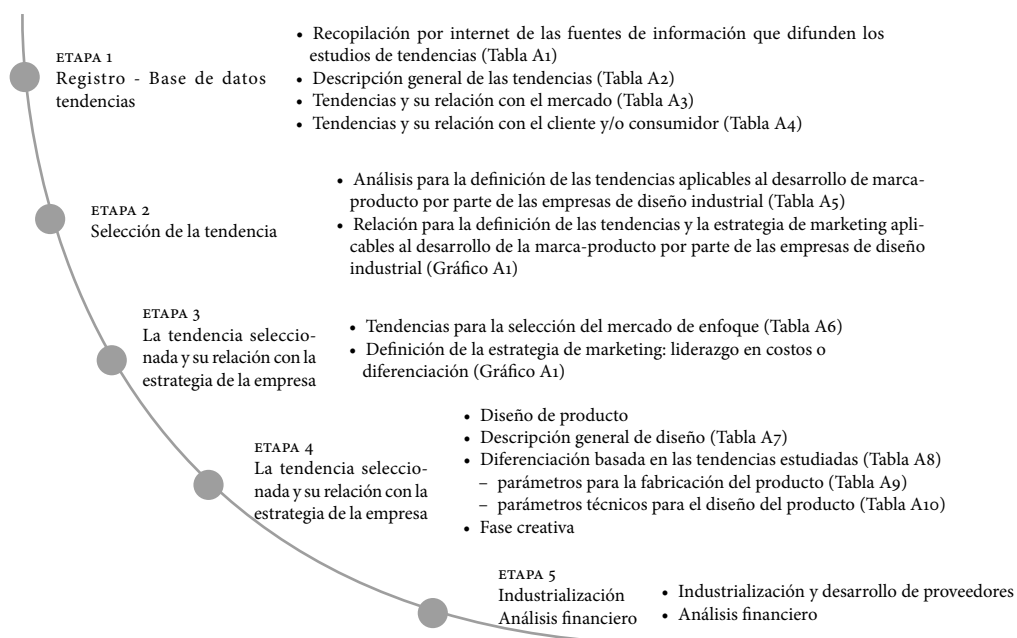 ETAPA 1
Registro - Base de datos
tendencias
• Recopilación por internet de las fuentes de información que difunden los
estudios de tendencias (Tabla A1)
• Descripción general de las tendencias (Tabla A2)
• Tendencias y su relación con el mercado (Tabla A3)
• Tendencias y su relación con el cliente y/o consumidor (Tabla A4)
ETAPA 2
Selección de la tendencia
• Análisis para la definición de las tendencias aplicables al desarrollo de marca-
producto por parte de las empresas de diseño industrial (Tabla A5)
• Relación para la definición de las tendencias y la estrategia de marketing apli-
cables al desarrollo de la marca-producto por parte de las empresas de diseño
industrial (Gráfico A1)
ETAPA 3
La tendencia seleccio-
nada y su relación con la
estrategia de la empresa
• Tendencias para la selección del mercado de enfoque (Tabla A6)
• Definición de la estrategia de marketing: liderazgo en costos o
diferenciación (Gráfico A1)
ETAPA 4
La tendencia seleccio-
nada y su relación con la
estrategia de la empresa
• Diseño de producto
• Descripción general de diseño (Tabla A7)
• Diferenciación basada en las tendencias estudiadas (Tabla A8)
– parámetros para la fabricación del producto (Tabla A9)
– parámetros técnicos para el diseño del producto (Tabla A10)
• Fase creativa
ETAPA 5
Industrialización
Análisis financiero
• Industrialización y desarrollo de proveedores
• Análisis financiero